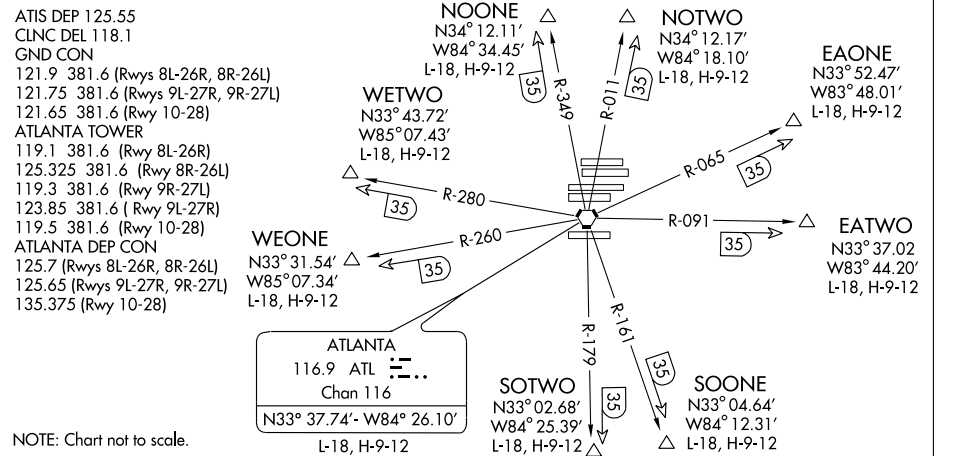 ATIS DEP 125.55
CLNC DEL 118.1
GND CON
121.9 381.6 (Rwys 8L-26R, 8R-26L)
121.75 381.6 (Rwys 9L-27R, 9R-27L)
121.65 381.6 (Rwy 10-28)
ATLANTA TOWER
119.1 381.6 (Rwy 8L-26R)
125.325 381.6 (Rwy 8R-26L)
119.3 381.6 (Rwy 9R-27L)
123.85 381.6 ( Rwy 9L-27R)
119.5 381.6 (Rwy 10-28)
ATLANTA DEP CON
125.7 (Rwys 8L-26R, 8R-26L)
125.65 (Rwys 9L-27R, 9R-27L)
135.375 (Rwy 10-28)
NOONE
N34° 12.11'
W84° 34.45'
L-18, H-9-12
NOTWO
N34° 12.17'
W84° 18.10'
L-18, H-9-12
EAONE
N33° 52.47'
W83° 48.01'
L-18, H-9-12
WETWO
N33° 43.72'
W85° 07.43'
L-18, H-9-12
R-349
35
R-011
35
R-065
35
R-280
35
R-091
35
EATWO
N33° 37.02
W83° 44.20'
L-18, H-9-12
WEONE
N33° 31.54'
W85° 07.34'
L-18, H-9-12
R-260
35
R-179
35
R-161
35
ATLANTA
116.9 ATL
Chan 116
N33° 37.74'- W84° 26.10'
L-18, H-9-12
SOTWO
N33° 02.68'
W84° 25.39'
L-18, H-9-12
SOONE
N33° 04.64'
W84° 12.31'
L-18, H-9-12
NOTE: Chart not to scale.